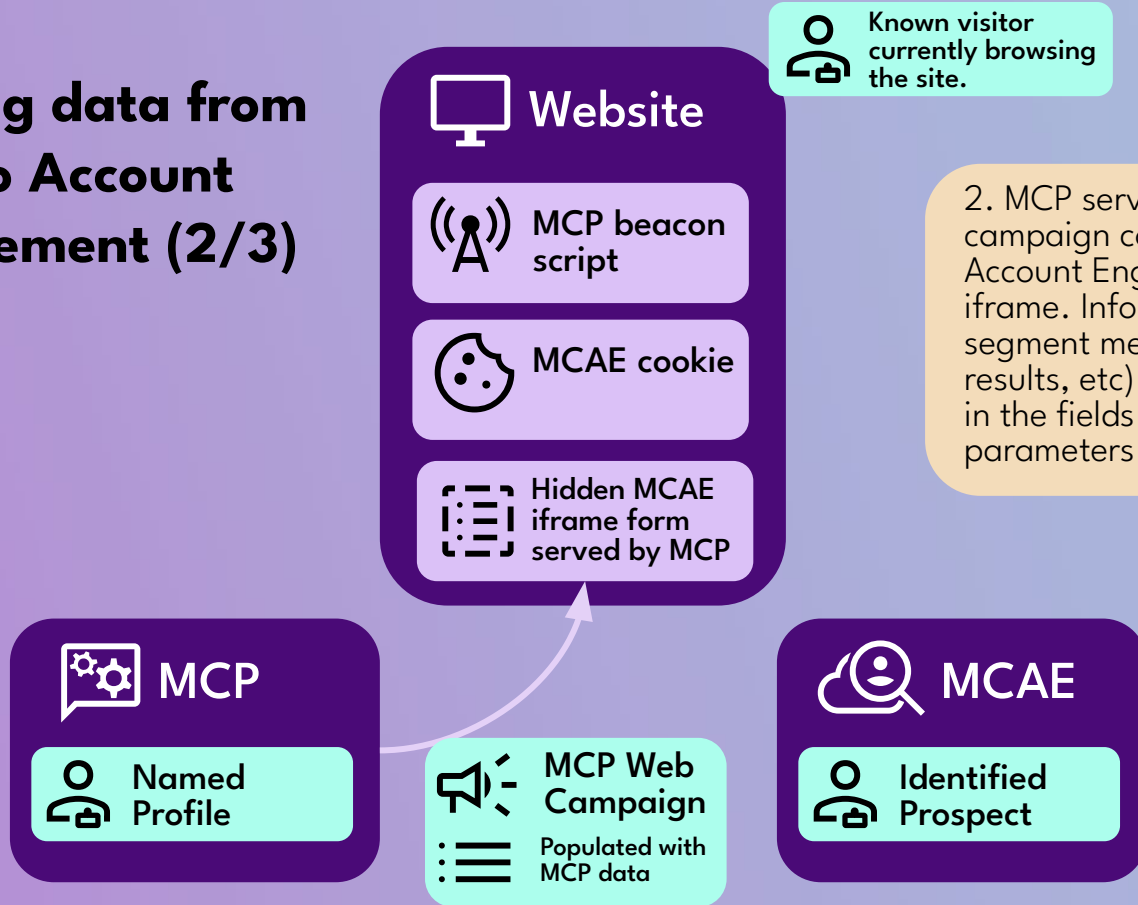 g data from
o Account
ement (2/3)
Known visitor
currently browsing
the site.
Website
MCP beacon
script
MCAE cookie
Hidden MCAE
iframe form
served by MCP
2. MCP serv
campaign c
Account Eng
iframe. Info
segment me
results, etc)
in the fields
parameters
MCP
Named
Profile
MCP Web
Campaign
Populated with
MCP data
MCAE
Identified
Prospect